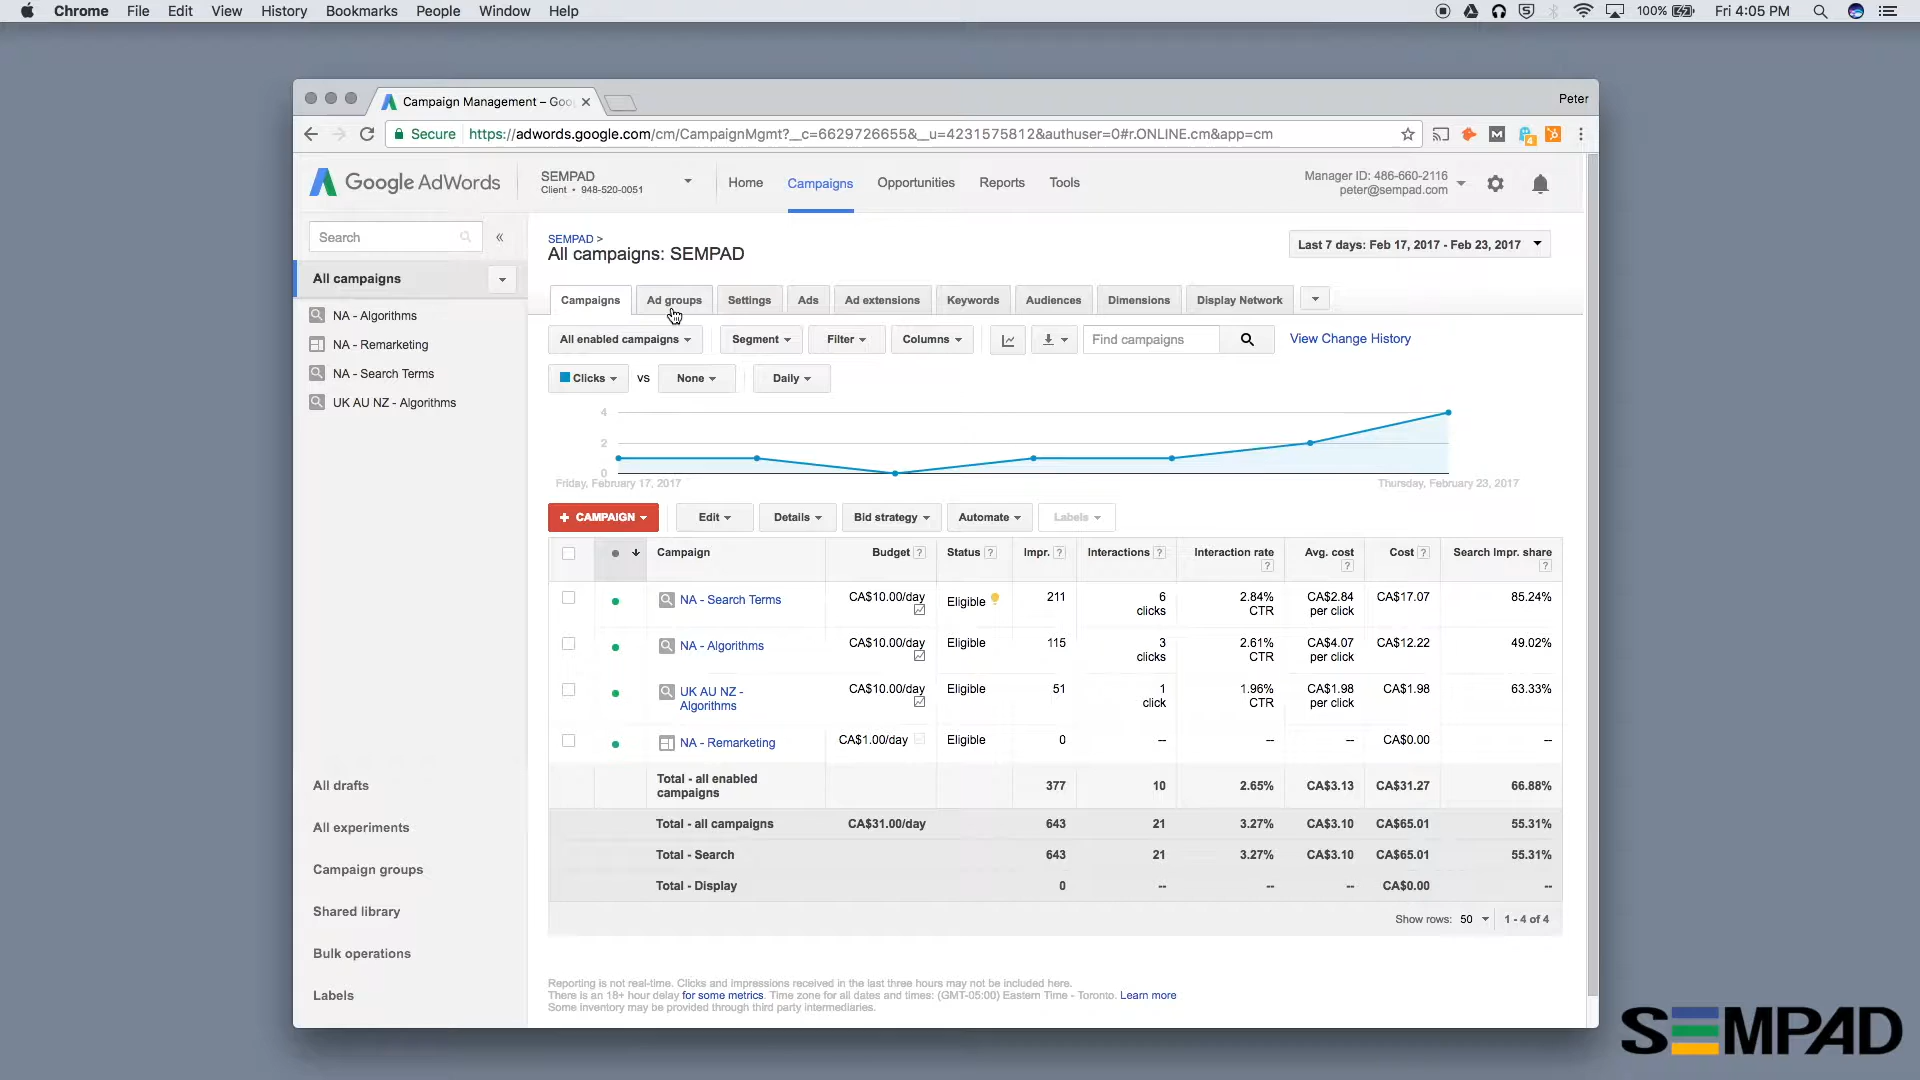 Chrome File Edit View History Bookmarks People Window Help 100% Fri 4:05 PM
Campaign Management – Goo Peter
Secure https://adwords.google.com/cm/CampaignMgmt?__c=6629726655&__u=4231575812&authuser=0#r.ONLINE.cm&app=cm
Google AdWords SEMPAD Client • 948-520-0051 Home Campaigns Opportunities Reports Tools Manager ID: 486-660-2116 peter@sempad.com
Search «
SEMPAD >
All campaigns: SEMPAD
Last 7 days: Feb 17, 2017 - Feb 23, 2017
All campaigns
NA - Algorithms
NA - Remarketing
NA - Search Terms
UK AU NZ - Algorithms
All drafts
All experiments
Campaign groups
Shared library
Bulk operations
Labels
Campaigns Ad groups Settings Ads Ad extensions Keywords Audiences Dimensions Display Network
All enabled campaigns Segment Filter Columns Find campaigns View Change History
Clicks vs None Daily
4
2
0
Friday, February 17, 2017 Thursday, February 23, 2017
+ CAMPAIGN Edit Details Bid strategy Automate Labels
Campaign Budget ? Status ? Impr. ? Interactions ? Interaction rate ? Avg. cost ? Cost ? Search Impr. share ?
NA - Search Terms CA$10.00/day Eligible 211 6 clicks 2.84% CTR CA$2.84 per click CA$17.07 85.24%
NA - Algorithms CA$10.00/day Eligible 115 3 clicks 2.61% CTR CA$4.07 per click CA$12.22 49.02%
UK AU NZ - Algorithms CA$10.00/day Eligible 51 1 click 1.96% CTR CA$1.98 per click CA$1.98 63.33%
NA - Remarketing CA$1.00/day Eligible 0 -- -- -- CA$0.00 --
Total - all enabled campaigns 377 10 2.65% CA$3.13 CA$31.27 66.88%
Total - all campaigns CA$31.00/day 643 21 3.27% CA$3.10 CA$65.01 55.31%
Total - Search 643 21 3.27% CA$3.10 CA$65.01 55.31%
Total - Display 0 -- -- -- CA$0.00 --
Show rows: 50 1 - 4 of 4
Reporting is not real-time. Clicks and impressions received in the last three hours may not be included here.
There is an 18+ hour delay for some metrics. Time zone for all dates and times: (GMT-05:00) Eastern Time - Toronto. Learn more
Some inventory may be provided through third party intermediaries.
SEMPAD